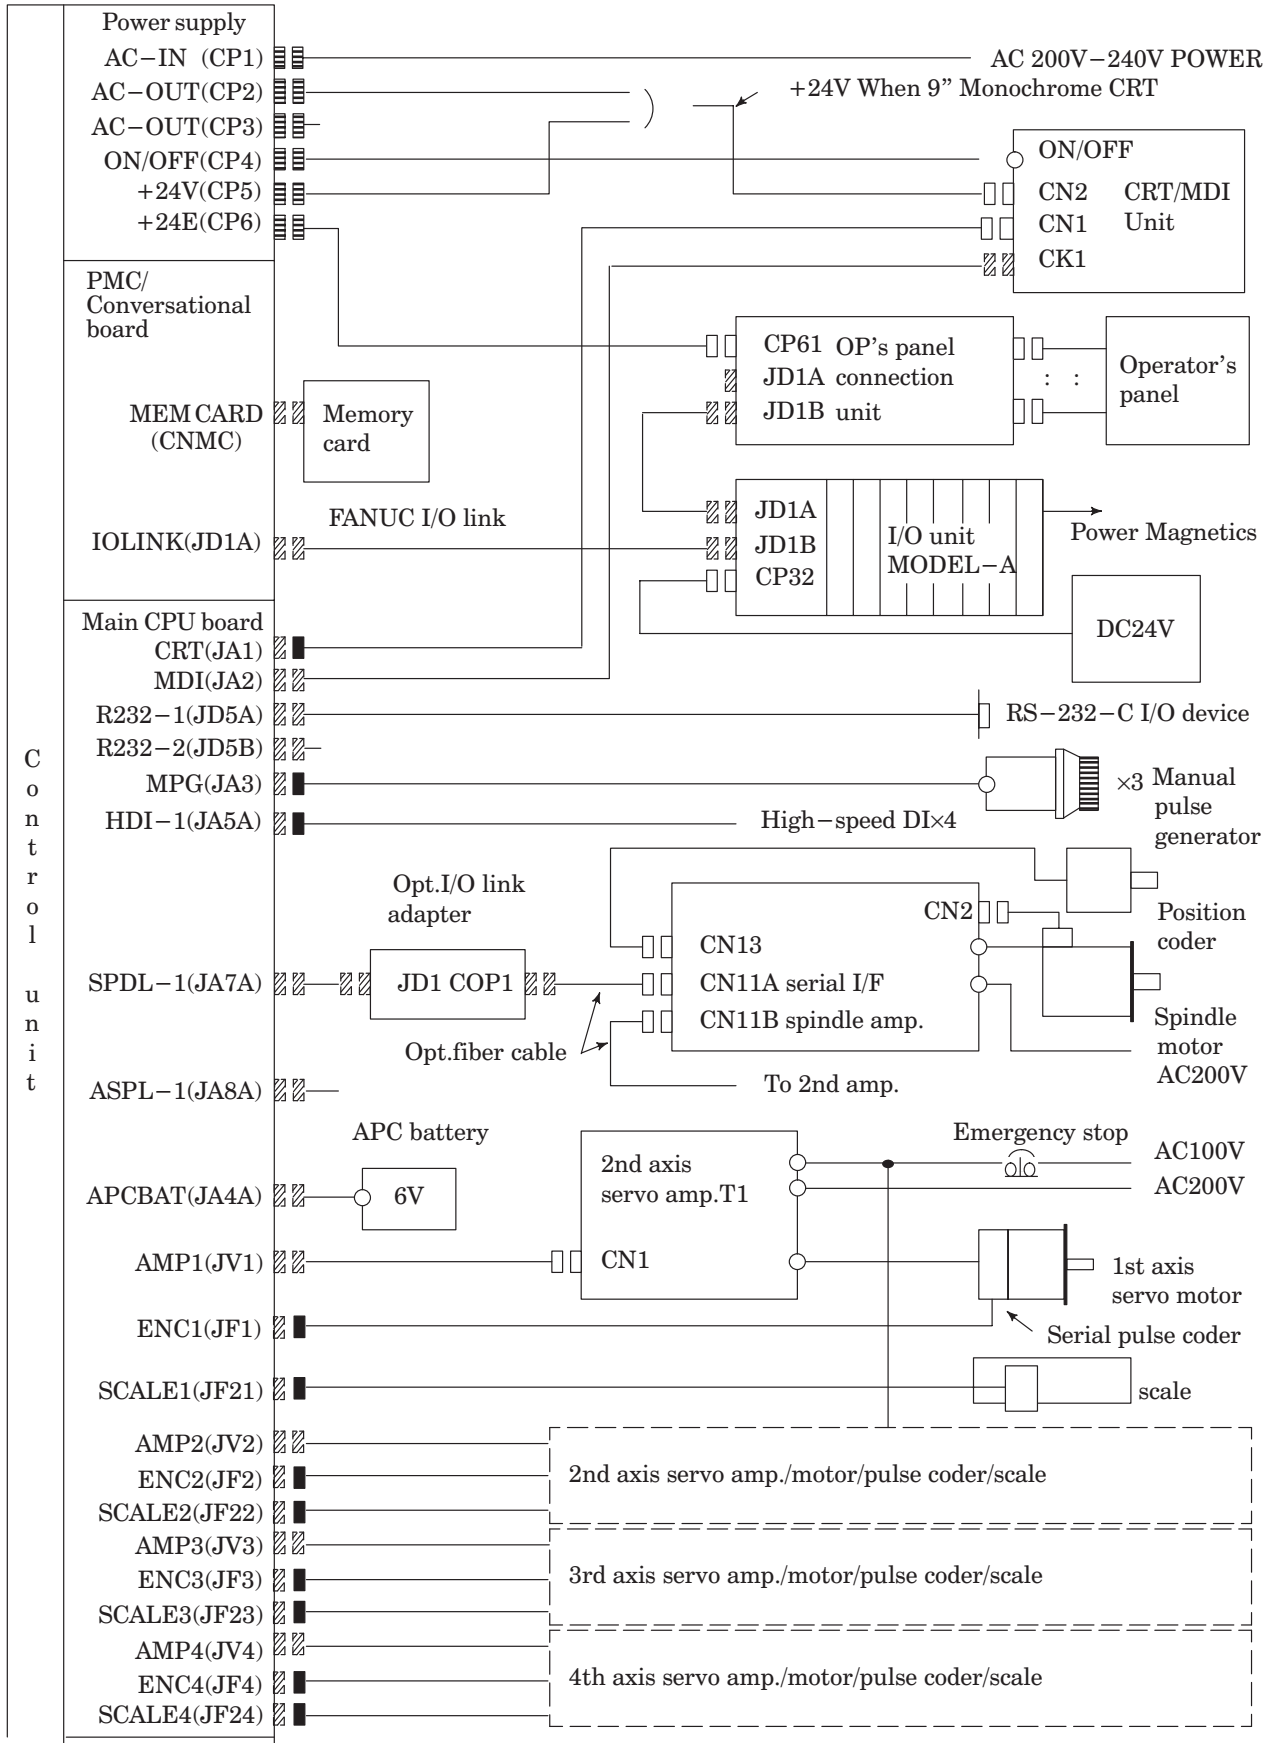 Power supply
AC−IN (CP1)
AC 200V−240V POWER
AC−OUT(CP2)
+24V When 9” Monochrome CRT
AC−OUT(CP3)
ON/OFF(CP4)
+24V(CP5)
+24E(CP6)
ON/OFF
CN2 CRT/MDI
CN1 Unit
CK1
PMC/
Conversational
board
MEM CARD
(CNMC)
Memory
card
CP61 OP’s panel
JD1A connection
JD1B unit
: :
Operator’s
panel
IOLINK(JD1A)
FANUC I/O link
JD1A
JD1B
CP32
I/O unit
MODEL−A
Power Magnetics
DC24V
Main CPU board
CRT(JA1)
MDI(JA2)
R232−1(JD5A)
RS−232−C I/O device
R232−2(JD5B)
MPG(JA3)
×3 Manual
pulse
generator
HDI−1(JA5A)
High−speed DI×4
Control unit
Opt.I/O link
adapter
SPDL−1(JA7A)
JD1 COP1
CN2
CN13
CN11A serial I/F
CN11B spindle amp.
Position
coder
Opt.fiber cable
To 2nd amp.
Spindle
motor
AC200V
ASPL−1(JA8A)
APC battery
APCBAT(JA4A)
6V
2nd axis
servo amp.T1
CN1
Emergency stop
AC100V
AC200V
AMP1(JV1)
1st axis
servo motor
ENC1(JF1)
Serial pulse coder
SCALE1(JF21)
scale
AMP2(JV2)
ENC2(JF2)
SCALE2(JF22)
2nd axis servo amp./motor/pulse coder/scale
AMP3(JV3)
ENC3(JF3)
SCALE3(JF23)
3rd axis servo amp./motor/pulse coder/scale
AMP4(JV4)
ENC4(JF4)
SCALE4(JF24)
4th axis servo amp./motor/pulse coder/scale